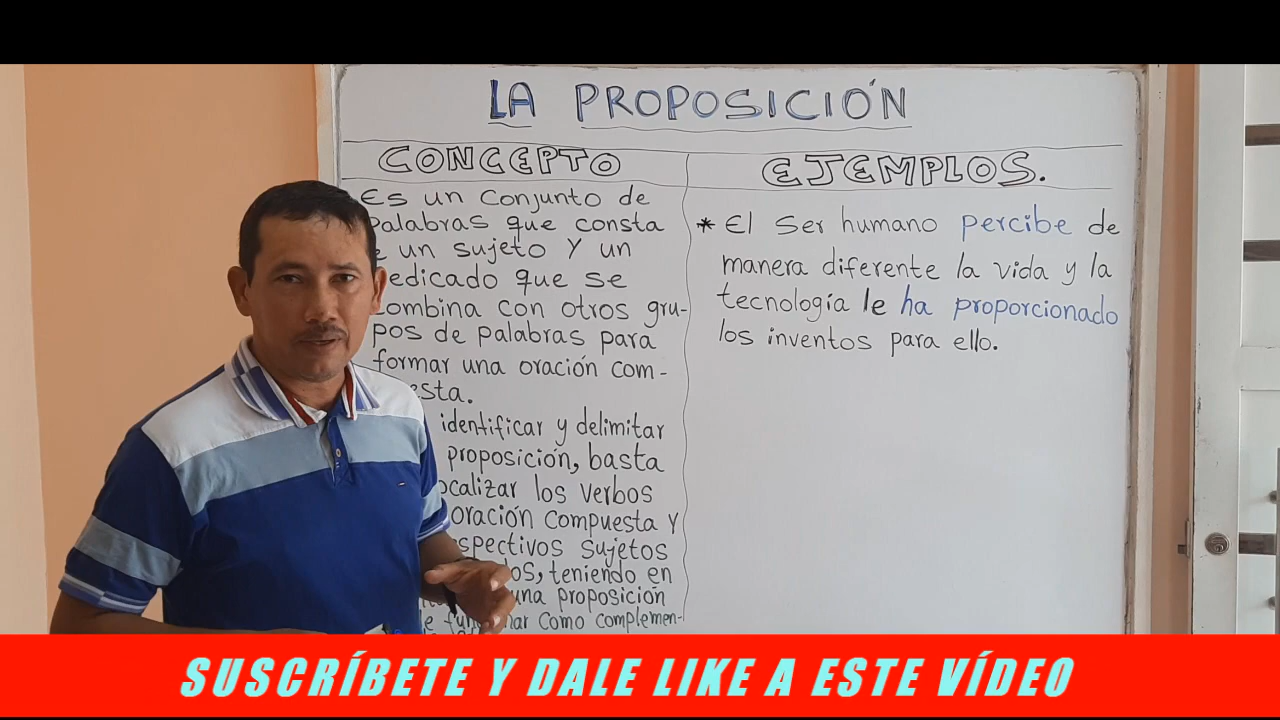 LA PROPOSICIÓN
CONCEPTO
Es un conjunto de
palabras que consta
un sujeto y un
que se
combina con otros gru-
pos de palabras para
formar una oración com-
identificar y delimitar
proposición, basta
localizar los verbos
oración compuesta y
sujetos
teniendo en
una proposición
como complemen-
EJEMPLOS.
* El ser humano percibe de
manera diferente la vida y la
tecnología le ha proporcionado
los inventos para ello.
SUSCRÍBETE Y DALE LIKE A ESTE VÍDEO